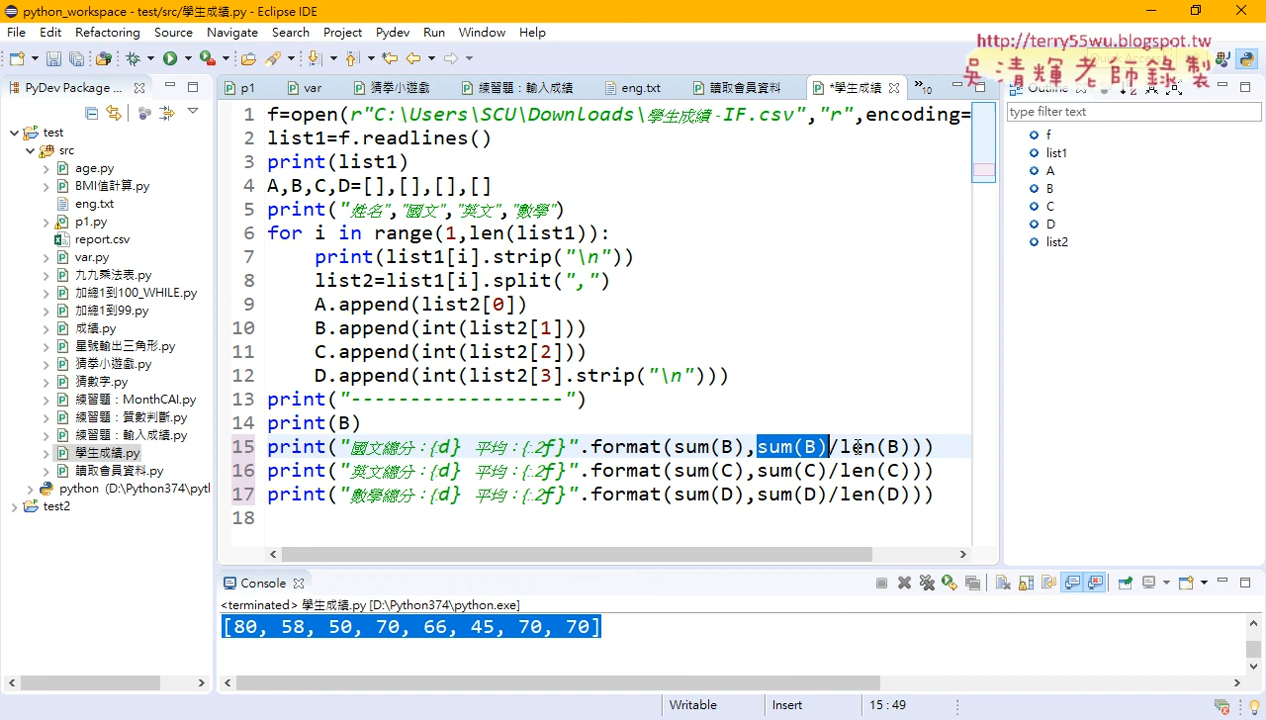 python_workspace - test/src/學生成績.py - Eclipse IDE
File Edit Refactoring Source Navigate Search Project Pydev Run Window Help
http://terry55wu.blogspot.tw
吳清輝老師錄製
PyDev Package ...
p1 var 猜拳小遊戲 練習題：輸入成績 eng.txt 讀取會員資料 *學生成績 »10
Outline
type filter text
test
src
age.py
BMI值計算.py
eng.txt
p1.py
report.csv
var.py
九九乘法表.py
加總1到100_WHILE.py
加總1到99.py
成績.py
星號輸出三角形.py
猜拳小遊戲.py
猜數字.py
練習題：MonthCAl.py
練習題：質數判斷.py
練習題：輸入成績.py
學生成績.py
讀取會員資料.py
python (D:\Python374\pytl
test2
1 f=open(r"C:\Users\SCU\Downloads\學生成績-IF.csv","r",encoding=
2 list1=f.readlines()
3 print(list1)
4 A,B,C,D=[],[],[],[]
5 print("姓名","國文","英文","數學")
6 for i in range(1,len(list1)):
7 print(list1[i].strip("\n"))
8 list2=list1[i].split(",")
9 A.append(list2[0])
10 B.append(int(list2[1]))
11 C.append(int(list2[2]))
12 D.append(int(list2[3].strip("\n")))
13 print("------------------")
14 print(B)
15 print("國文總分：{d} 平均：{:.2f}".format(sum(B),sum(B)/len(B)))
16 print("英文總分：{d} 平均：{:.2f}".format(sum(C),sum(C)/len(C)))
17 print("數學總分：{d} 平均：{:.2f}".format(sum(D),sum(D)/len(D)))
18
f
list1
A
B
C
D
list2
Console
<terminated> 學生成績.py [D:\Python374\python.exe]
[80, 58, 50, 70, 66, 45, 70, 70]
Writable Insert 15 : 49